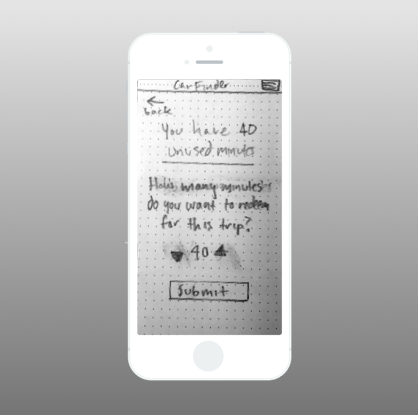 CarFinder
back
You have 40
unused minutes
How many minutes
do you want to redeem
for this trip?
40
Submit